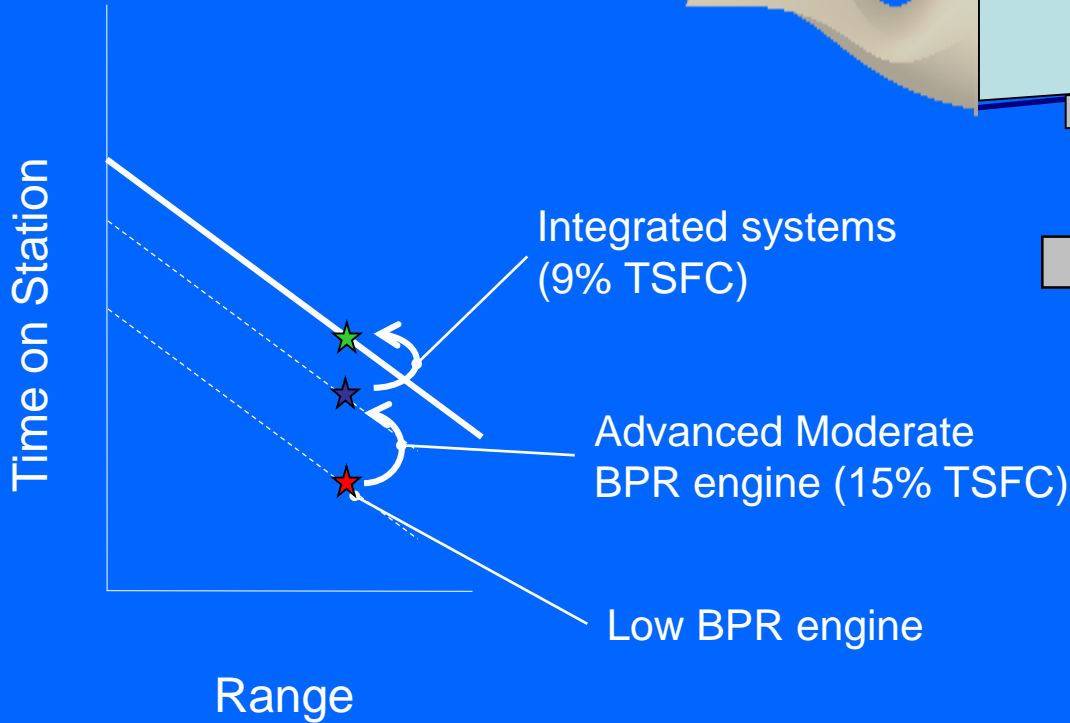 Time on Station
Integrated systems
(9% TSFC)
Advanced Moderate
BPR engine (15% TSFC)
Low BPR engine
Range